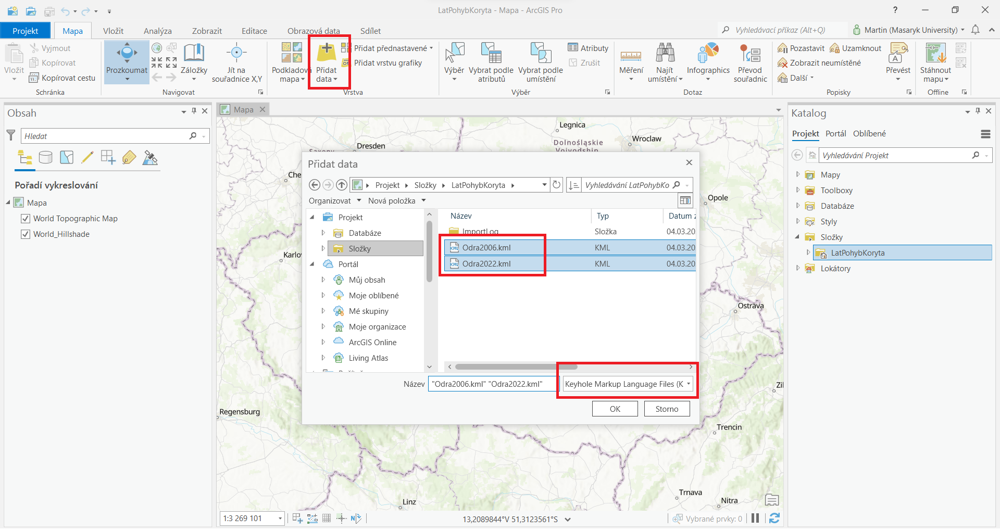 LatPohybKoryta - Mapa - ArcGIS Pro
?
Projekt
Mapa
Vložit
Analýza
Zobrazit
Editace
Obrazová data
Sdílet
Vyhledávací příkaz (Alt+Q)
Martin (Masaryk University)
Vložit
Vyjmout
Kopírovat
Kopírovat cestu
Schránka
Prozkoumat
Záložky
Jít na
souřadnice X,Y
Navigovat
Podkladová
mapa
Přidat
data
Přidat přednastavené
Přidat vrstvu grafiky
Vrstva
Výběr
Vybrat podle
atributů
Vybrat podle
umístění
Atributy
Zrušit
Výběr
Měření
Najít
umístění
Infographics
Převod
souřadnic
Dotaz
Pozastavit
Uzamknout
Zobrazit neumístěné
Další
Převést
Popisky
Stáhnout
mapu
Offline
Obsah
Hledat
Pořadí vykreslování
Mapa
World Topographic Map
World_Hillshade
Mapa
Legnica
Wroclaw
Dresden
Dolnośląskie
Opole
Ostrava
Trencin
Regensburg
Trnava
Nitra
Linz
Přidat data
Projekt
Složky
LatPohybKoryta
Vyhledávání LatPohybKo
Organizovat
Nová položka
Projekt
Databáze
Složky
Portál
Můj obsah
Moje oblíbené
Mé skupiny
Moje organizace
ArcGIS Online
Living Atlas
Název
Typ
Datum z
ImportLog
Složka
04.03.20
Odra2006.kml
KML
04.03.20
Odra2022.kml
KML
04.03.20
Název
"Odra2006.kml" "Odra2022.kml"
Keyhole Markup Language Files (K
OK
Storno
Katalog
Projekt
Portál
Oblíbené
Vyhledávání Projekt
Mapy
Toolboxy
Databáze
Styly
Složky
LatPohybKoryta
Lokátory
1:3 269 101
13,2089844°V 51,3123561°S
Vybrané prvky: 0